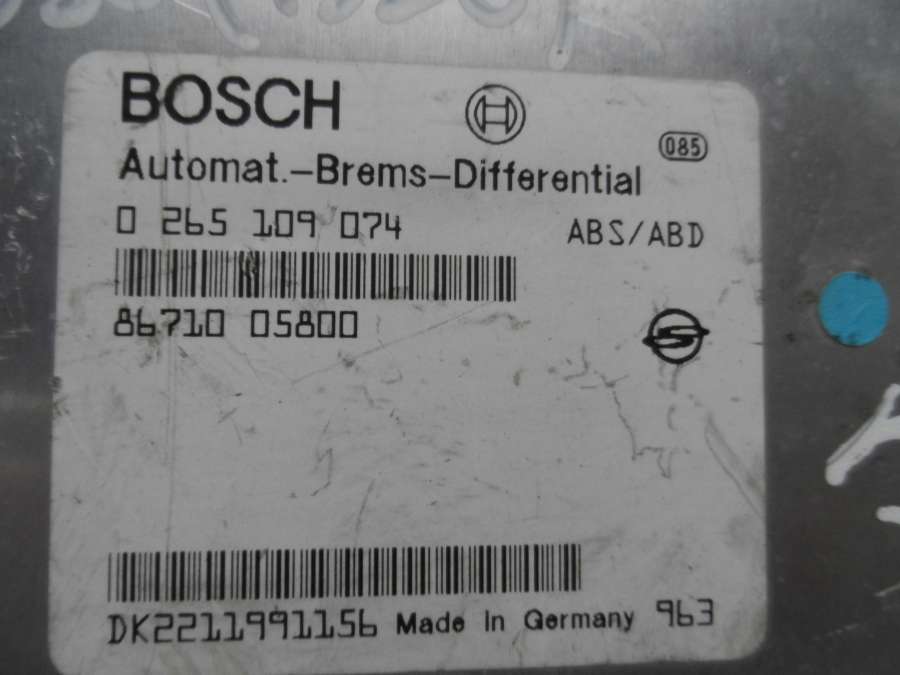 BOSCH
085
Automat.-Brems-Differential
0 265 109 074 ABS/ABD
86710 05800
DK2211991156 Made In Germany 963